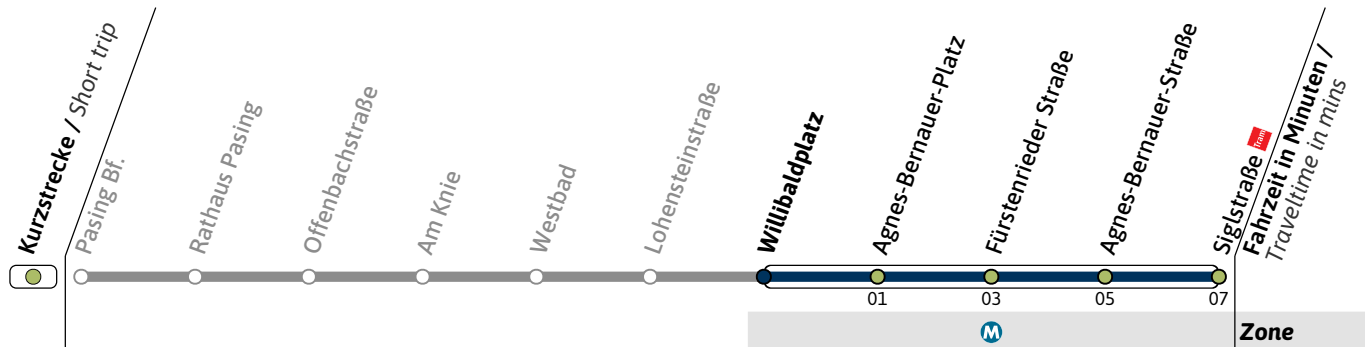 Kurzstrecke / Short trip
Pasing Bf.
Rathaus Pasing
Offenbachstraße
Am Knie
Westbad
Lohensteinstraße
Willibaldplatz
Agnes-Bernauer-Platz
Fürstenrieder Straße
Agnes-Bernauer-Straße
Siglstraße Tram
Fahrzeit in Minuten /
Traveltime in mins
01 03 05 07
M Zone